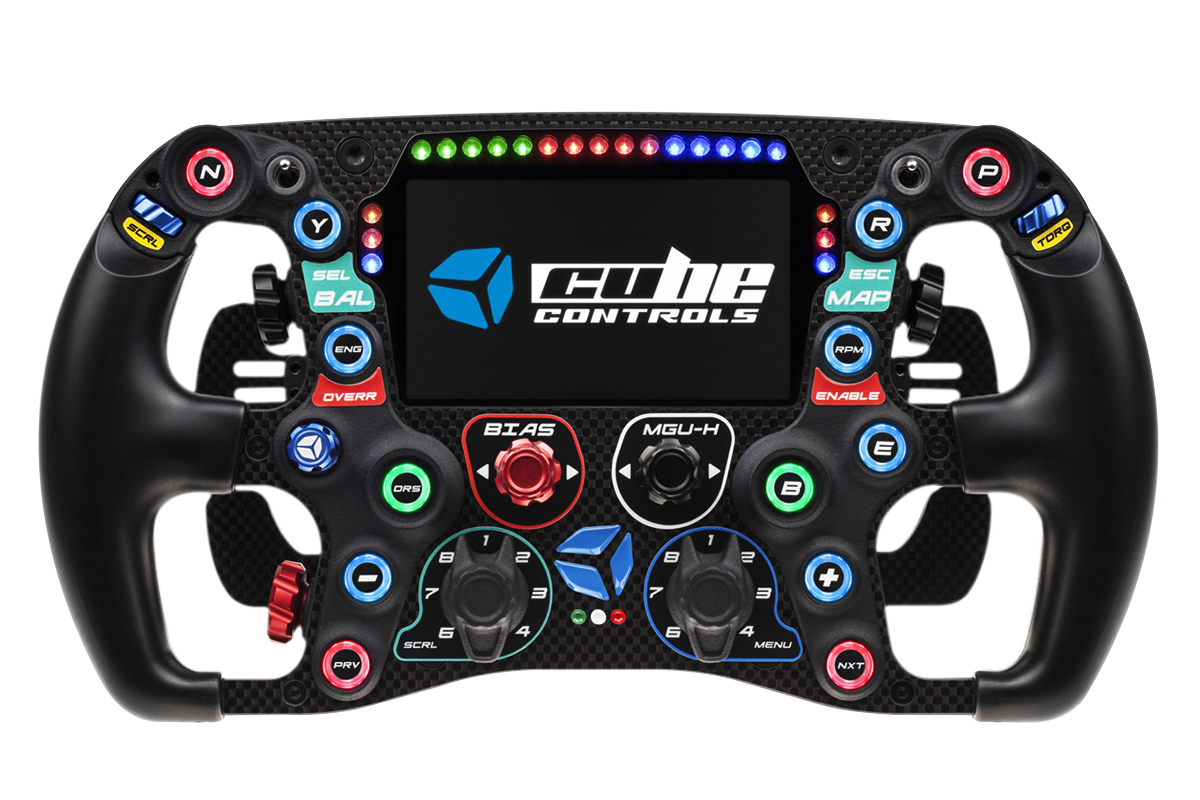 N
P
SCRL
TORQ
Y
R
SEL
BAL
ESC
MAP
cube
CONTROLS
ENG
RPM
OVERR
ENABLE
BIAS
MGU-H
E
DRS
B
1
2
3
4
6
7
8
SCRL
1
2
3
4
6
7
8
MENU
-
+
PRV
NXT